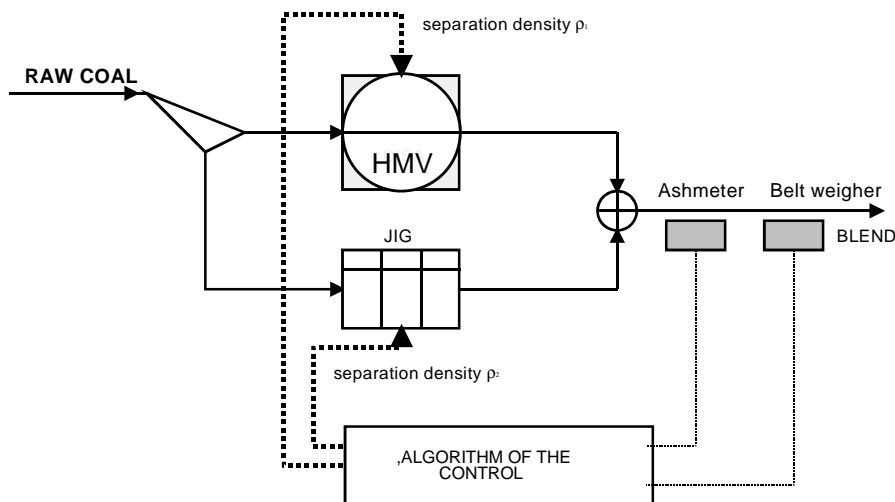 separation density ρ₁
RAW COAL
HMV
Ashmeter Belt weigher
JIG
BLEND
separation density ρ₂
,ALGORITHM OF THE
CONTROL